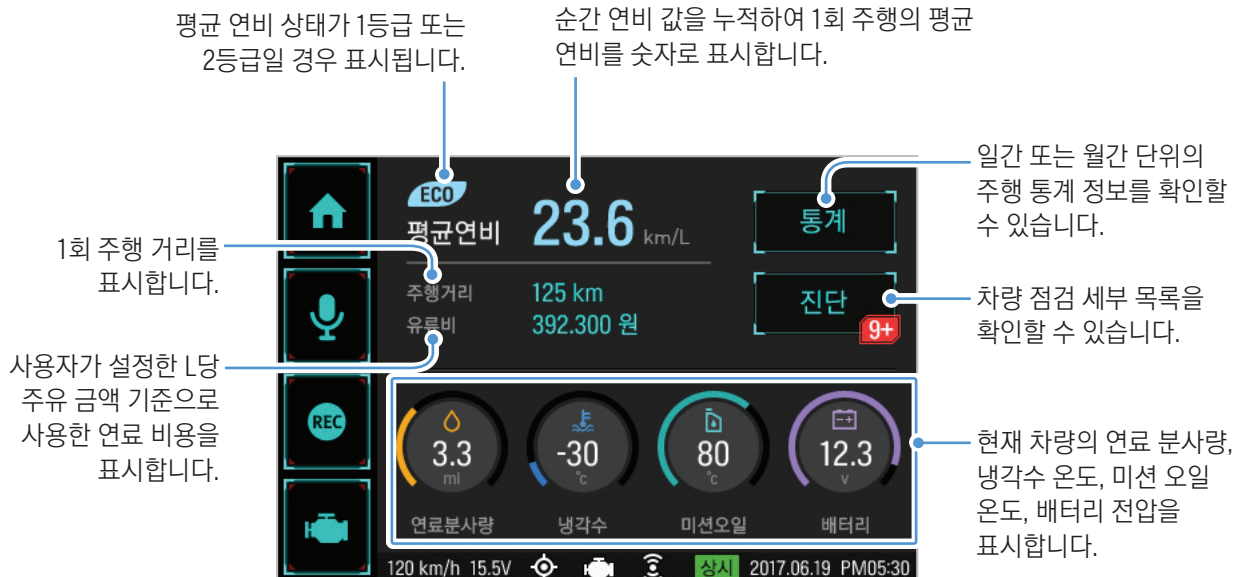 평균 연비 상태가 1등급 또는
2등급일 경우 표시됩니다.
순간 연비 값을 누적하여 1회 주행의 평균
연비를 숫자로 표시합니다.
일간 또는 월간 단위의
주행 통계 정보를 확인할
수 있습니다.
1회 주행 거리를
표시합니다.
차량 점검 세부 목록을
확인할 수 있습니다.
사용자가 설정한 L당
주유 금액 기준으로
사용한 연료 비용을
표시합니다.
현재 차량의 연료 분사량,
냉각수 온도, 미션 오일
온도, 배터리 전압을
표시합니다.
ECO
평균연비 23.6 km/L
통계
주행거리 125 km
유류비 392.300 원
진단
9+
REC
3.3 -30 80 12.3
ml °c °c v
연료분사량 냉각수 미션오일 배터리
120 km/h 15.5V 상시 2017.06.19 PM05:30